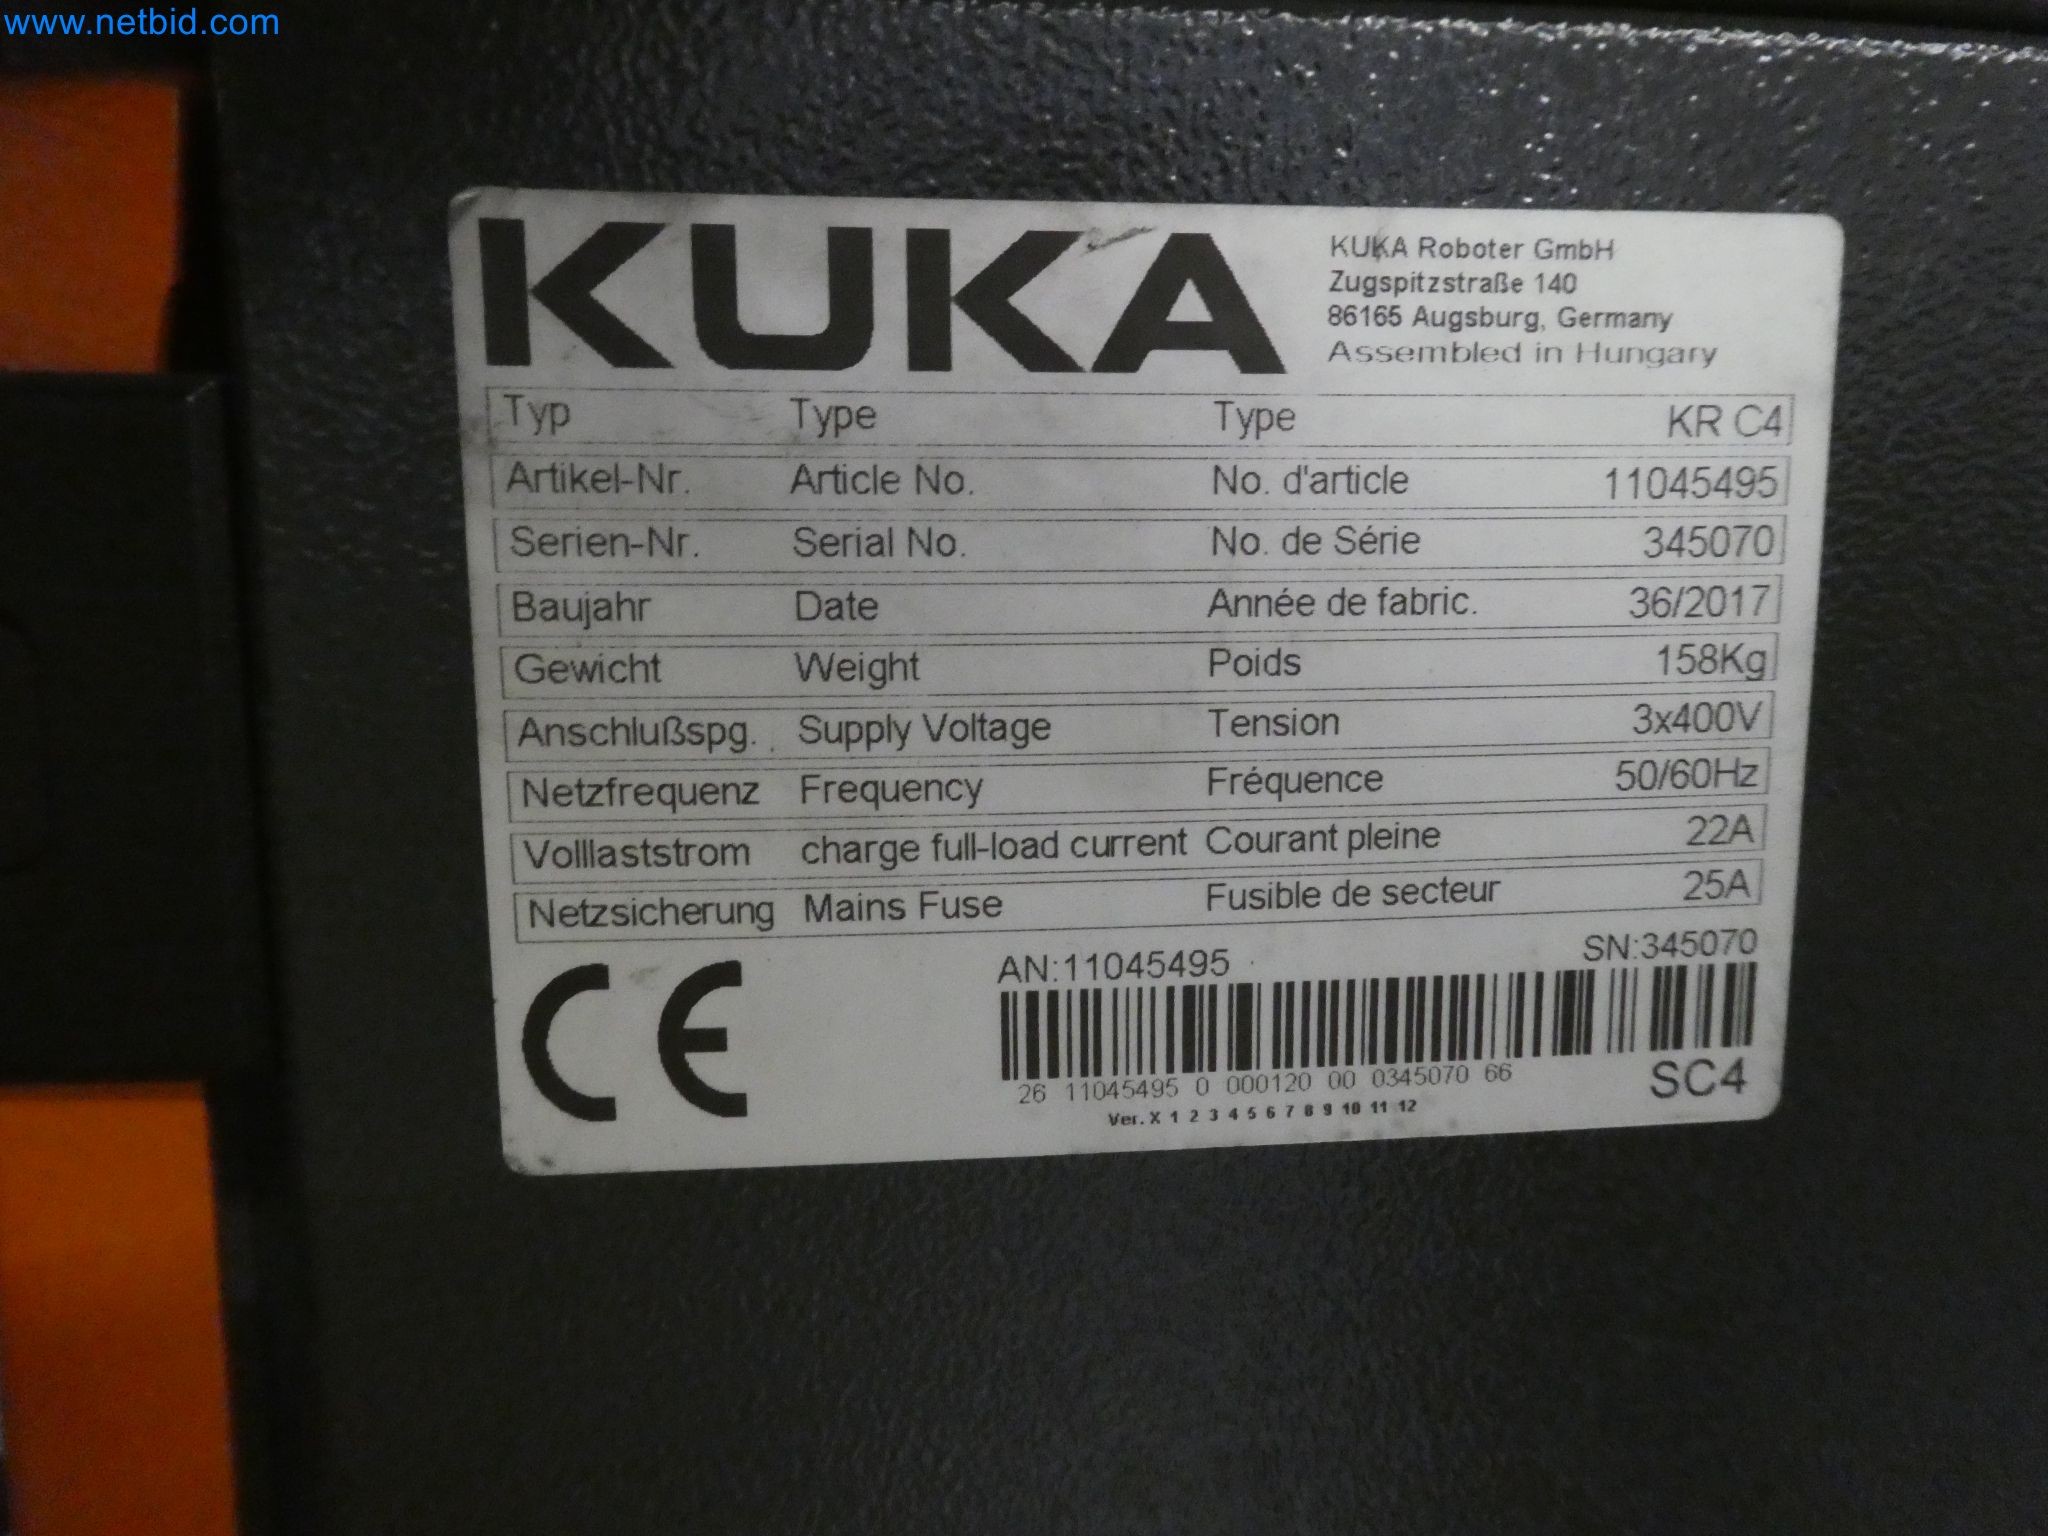 www.netbid.com
KUKA
KUKA Roboter GmbH
Zugspitzstraße 140
86165 Augsburg, Germany
Assembled in Hungary
Typ Type Type KR C4
Artikel-Nr. Article No. No. d'article 11045495
Serien-Nr. Serial No. No. de Série 345070
Baujahr Date Année de fabric. 36/2017
Gewicht Weight Poids 158Kg
Anschlußspg. Supply Voltage Tension 3x400V
Netzfrequenz Frequency Fréquence 50/60Hz
Volllaststrom charge full-load current Courant pleine 22A
Netzsicherung Mains Fuse Fusible de secteur 25A
CE
AN:11045495 SN:345070
26 11045495 0 000120 00 0345070 66
SC4
Ver. X 1 2 3 4 5 6 7 8 9 10 11 12